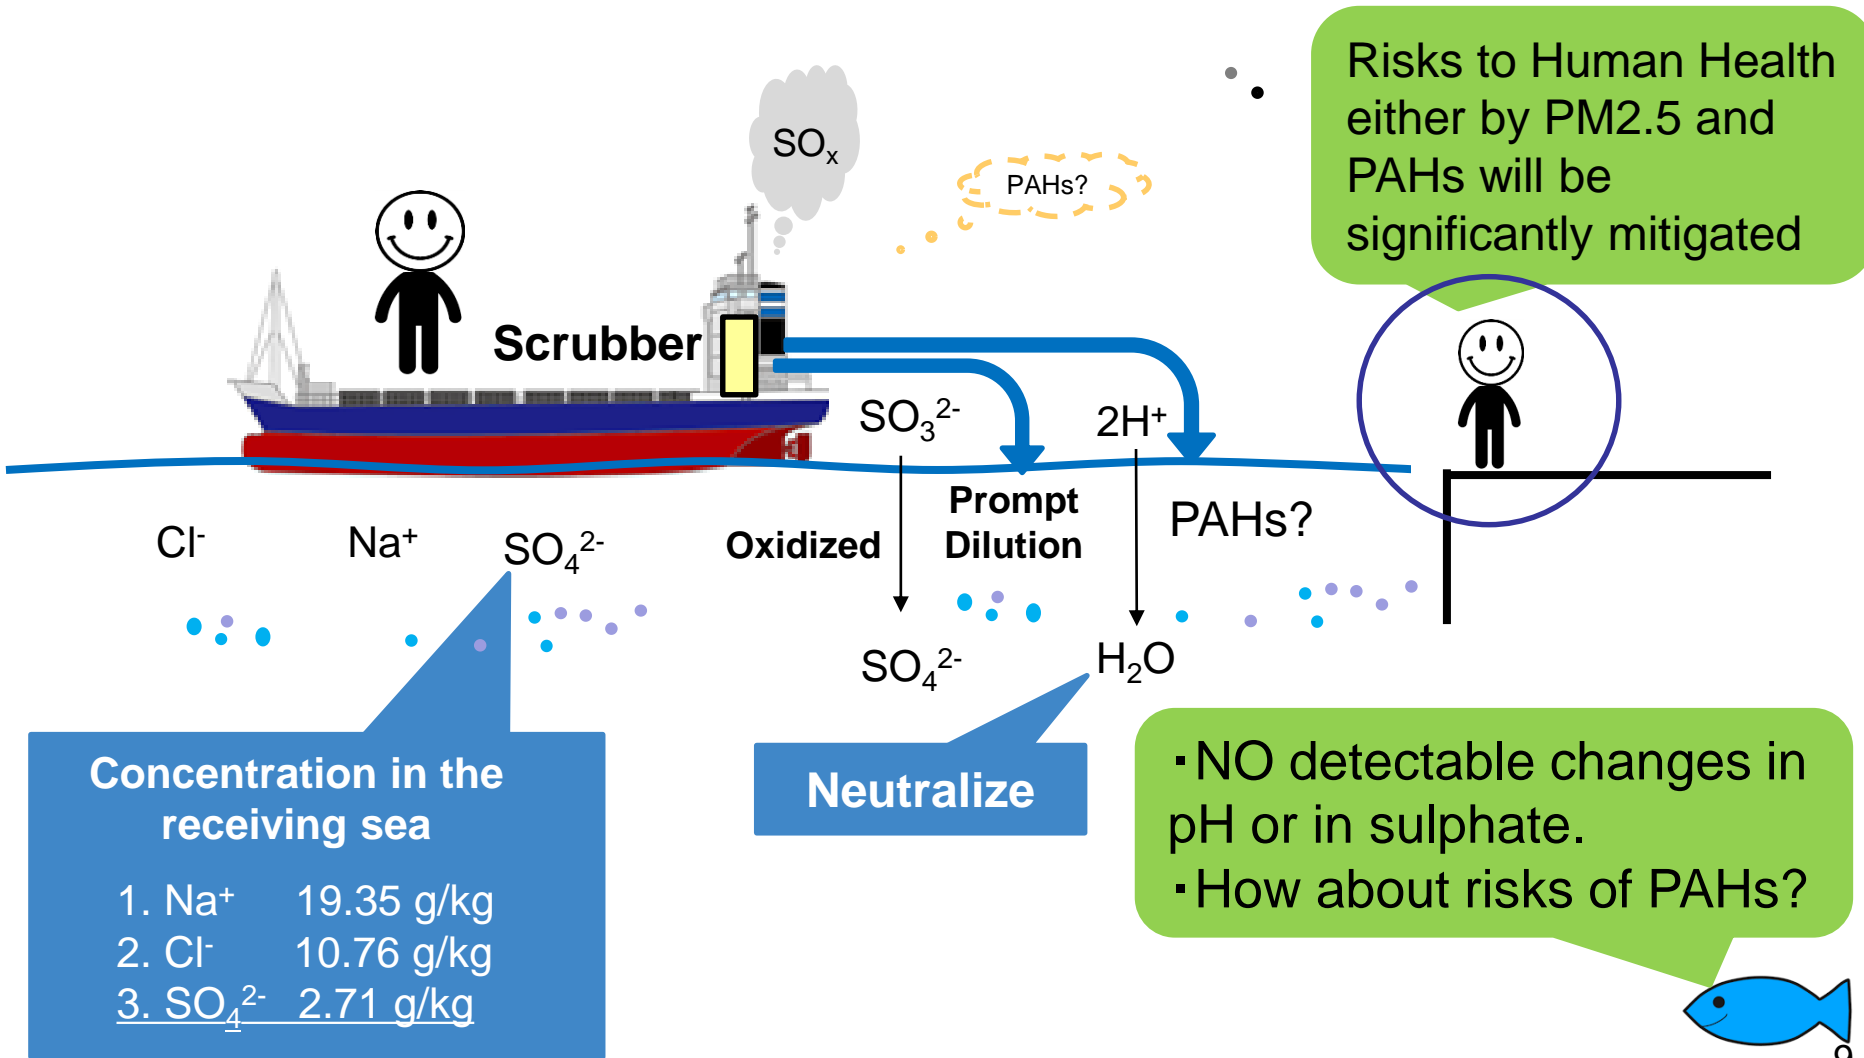 Risks to Human Health
either by PM2.5 and
PAHs will be
significantly mitigated
SOₓ
PAHs?
Scrubber
SO₃²⁻
2H⁺
Cl⁻
Na⁺
SO₄²⁻
Oxidized
Prompt
Dilution
PAHs?
SO₄²⁻
H₂O
Concentration in the
receiving sea
1. Na⁺ 19.35 g/kg
2. Cl⁻ 10.76 g/kg
3. SO₄²⁻ 2.71 g/kg
Neutralize
・NO detectable changes in
pH or in sulphate.
・How about risks of PAHs?